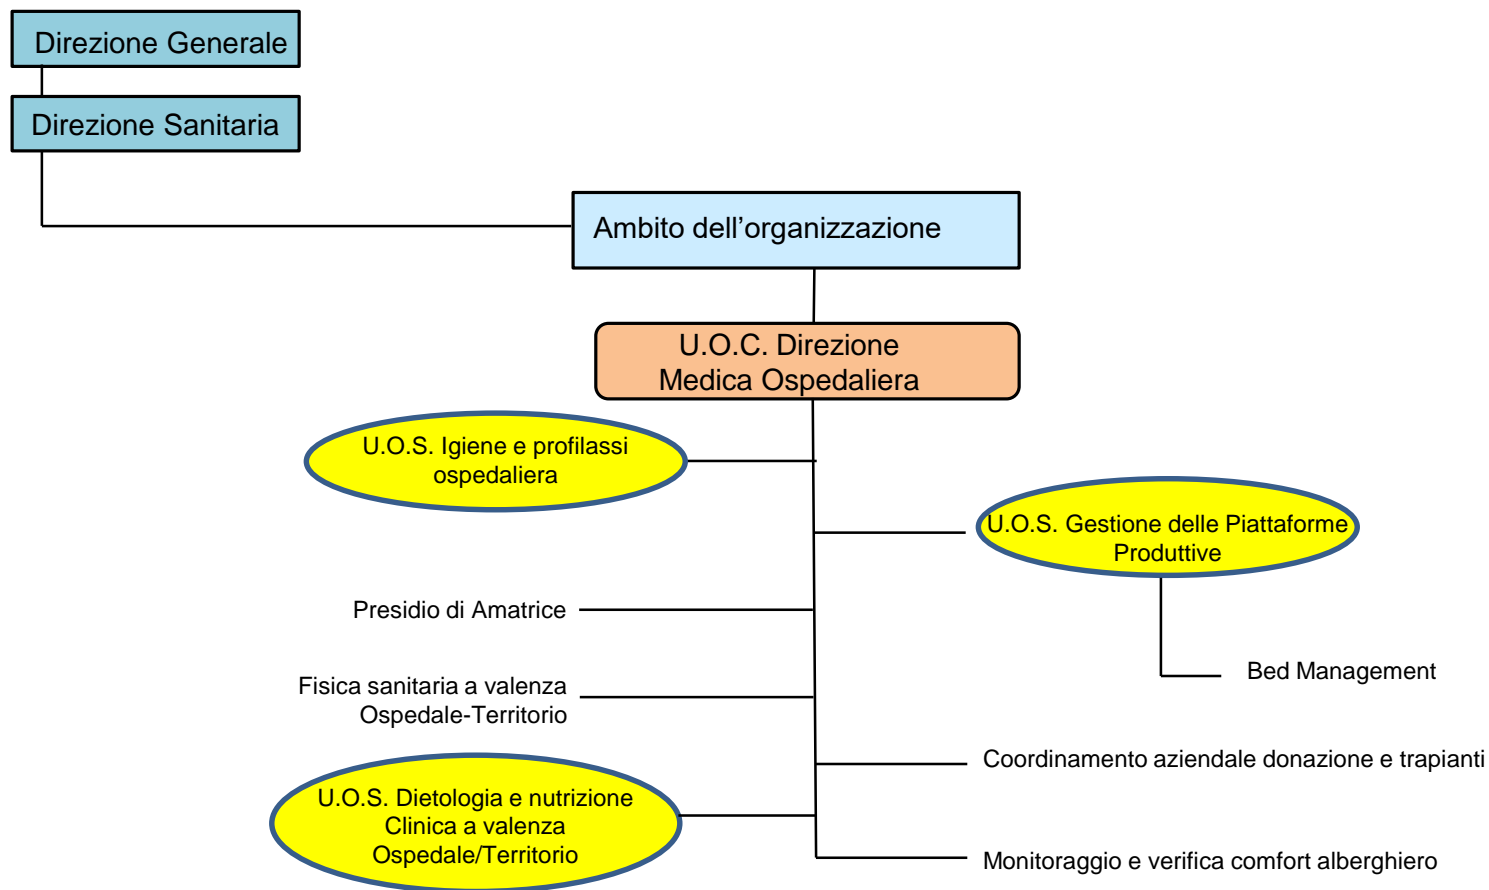 Direzione Generale
Direzione Sanitaria
Ambito dell’organizzazione
U.O.C. Direzione
Medica Ospedaliera
U.O.S. Igiene e profilassi
ospedaliera
U.O.S. Gestione delle Piattaforme
Produttive
Presidio di Amatrice
Bed Management
Fisica sanitaria a valenza
Ospedale-Territorio
Coordinamento aziendale donazione e trapianti
U.O.S. Dietologia e nutrizione
Clinica a valenza
Ospedale/Territorio
Monitoraggio e verifica comfort alberghiero